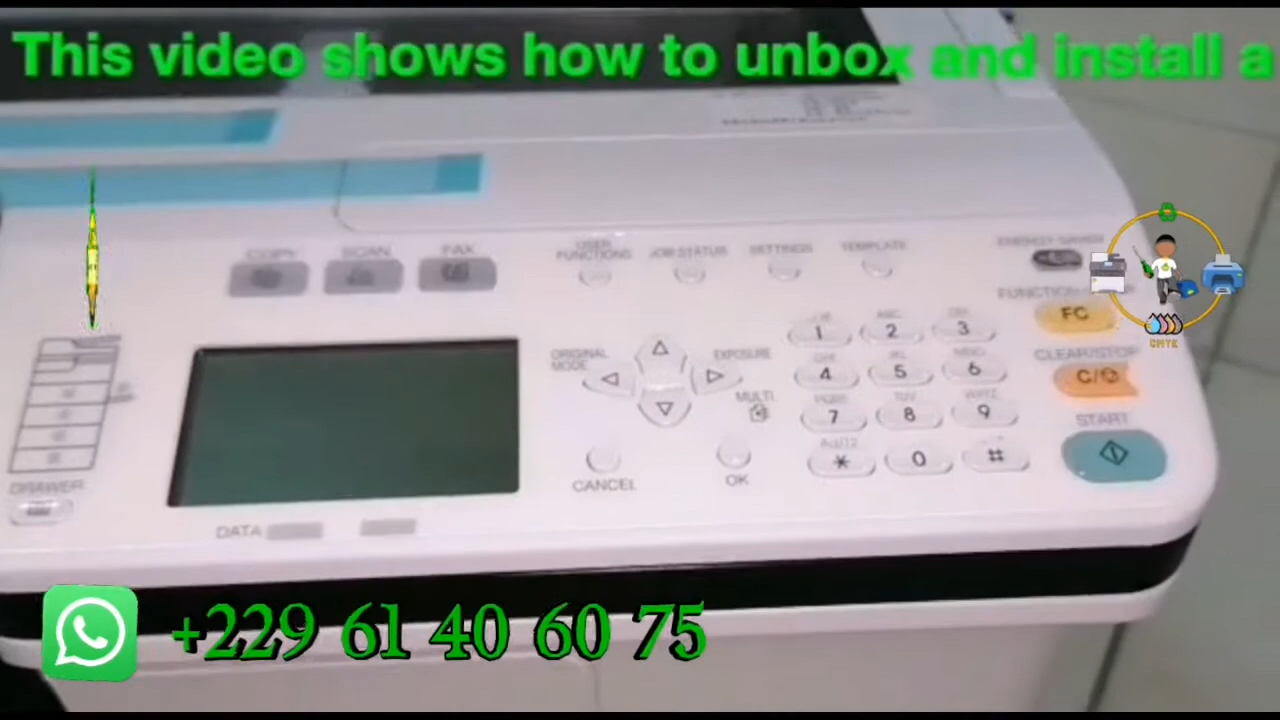 This video shows how to unbox and install a
COPY SCAN FAX
USER FUNCTIONS
JOB STATUS
SETTINGS
TEMPLATE
ENERGY SAVER
FC
1 2 3
ORIGINAL MODE
EXPOSURE
CLEAR/STOP
C/
4 5 6
MULTI
7 8 9
START
* 0 #
CANCEL
OK
DRAWER
DATA
CMYK
+229 61 40 60 75